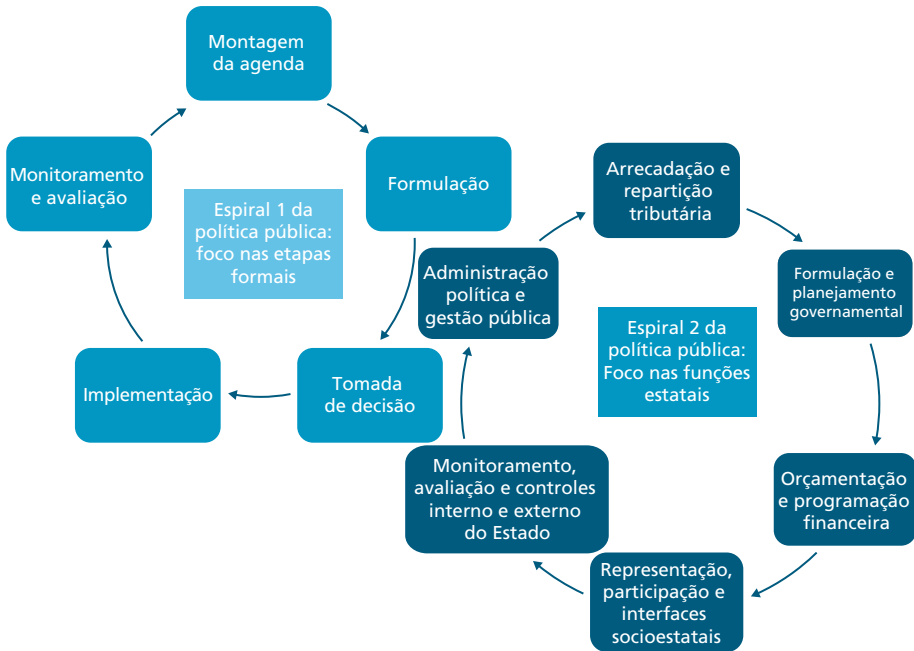 Montagem
da agenda
Formulação
Tomada
de decisão
Implementação
Monitoramento
e avaliação
Espiral 1 da
política pública:
foco nas etapas
formais
Arrecadação e
repartição
tributária
Formulação e
planejamento
governamental
Orçamentação
e programação
financeira
Representação,
participação e
interfaces
socioestatais
Monitoramento,
avaliação e controles
interno e externo
do Estado
Administração
política e
gestão pública
Espiral 2 da
política pública:
Foco nas funções
estatais